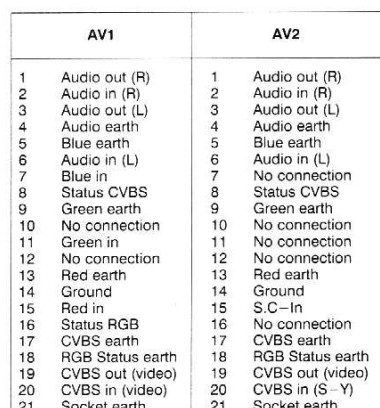 AV1 AV2
1 Audio out (R) 1 Audio out (R)
2 Audio in (R) 2 Audio in (R)
3 Audio out (L) 3 Audio out (L)
4 Audio earth 4 Audio earth
5 Blue earth 5 Blue earth
6 Audio in (L) 6 Audio in (L)
7 Blue in 7 No connection
8 Status CVBS 8 Status CVBS
9 Green earth 9 Green earth
10 No connection 10 No connection
11 Green in 11 No connection
12 No connection 12 No connection
13 Red earth 13 Red earth
14 Ground 14 Ground
15 Red in 15 S.C–In
16 Status RGB 16 No connection
17 CVBS earth 17 CVBS earth
18 RGB Status earth 18 RGB Status earth
19 CVBS out (video) 19 CVBS out (video)
20 CVBS in (video) 20 CVBS in (S–Y)
21 Socket earth 21 Socket earth